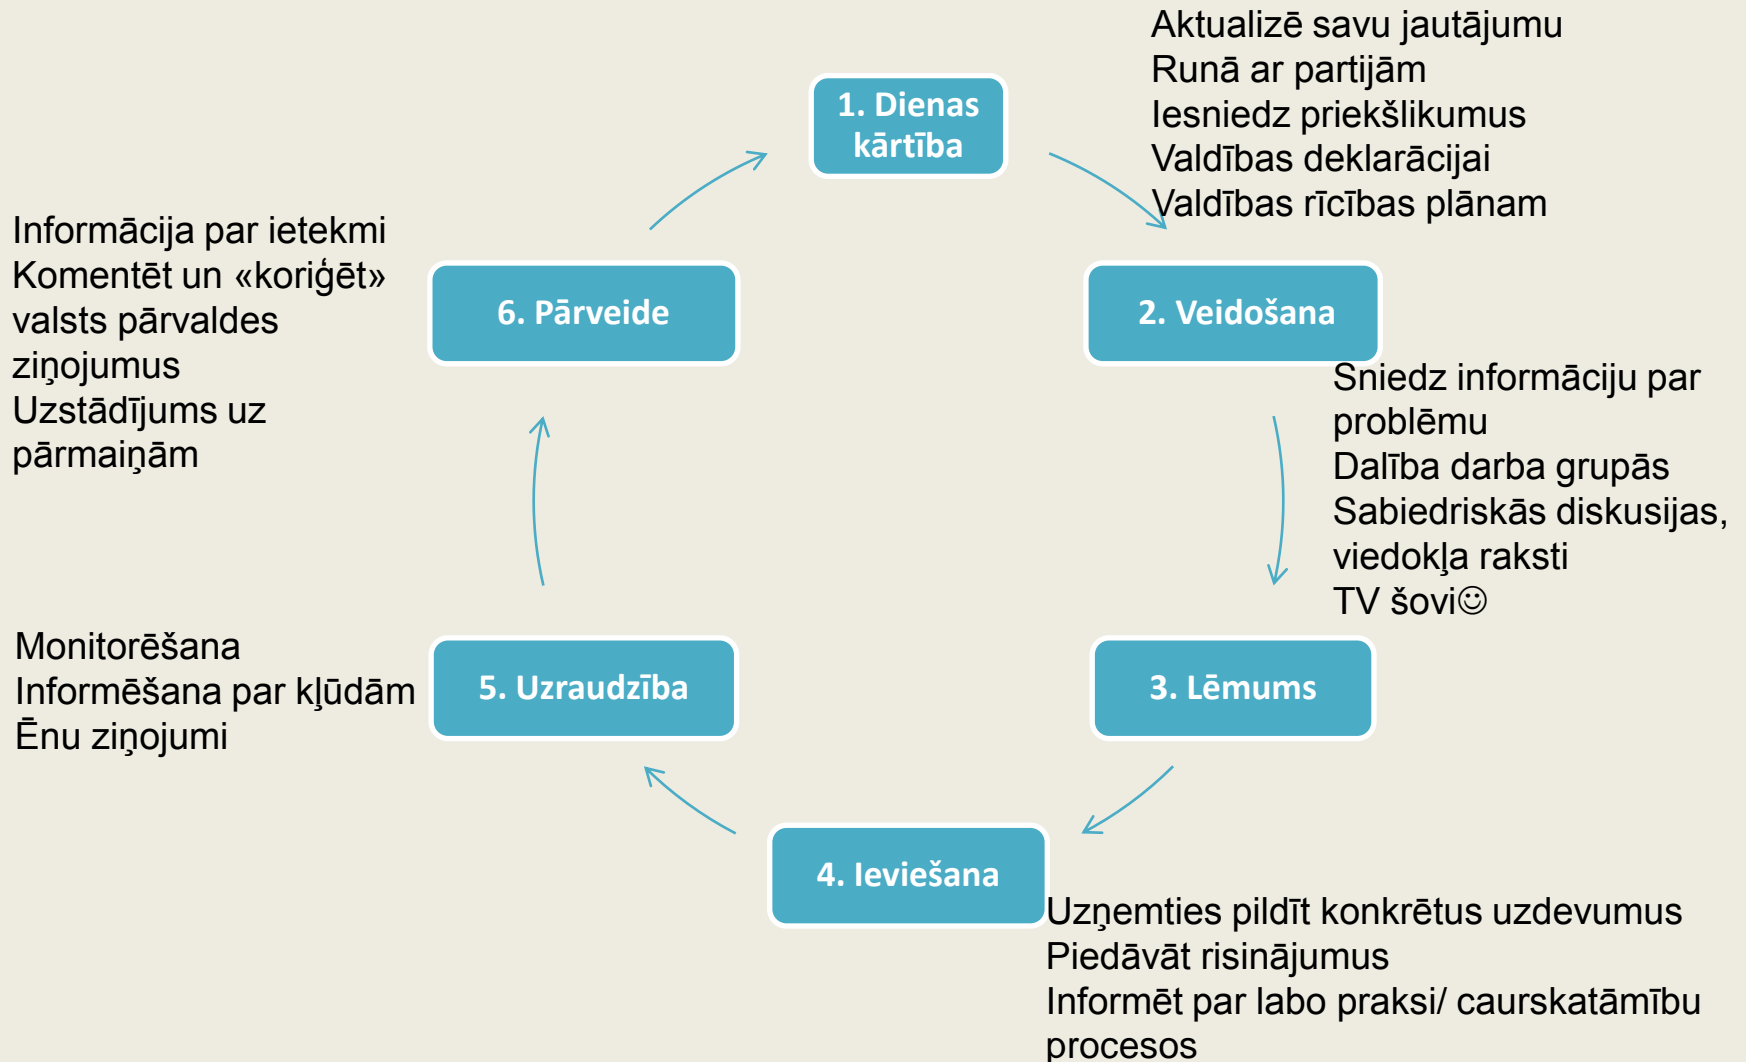 Aktualizē savu jautājumu
Runā ar partijām
Iesniedz priekšlikumus
Valdības deklarācijai
Valdības rīcības plānam
1. Dienas
kārtība
2. Veidošana
Sniedz informāciju par
problēmu
Dalība darba grupās
Sabiedriskās diskusijas,
viedokļa raksti
TV šovi☺
3. Lēmums
4. Ieviešana
Uzņemties pildīt konkrētus uzdevumus
Piedāvāt risinājumus
Informēt par labo praksi/ caurskatāmību
procesos
5. Uzraudzība
Monitorēšana
Informēšana par kļūdām
Ēnu ziņojumi
6. Pārveide
Informācija par ietekmi
Komentēt un «koriģēt»
valsts pārvaldes
ziņojumus
Uzstādījums uz
pārmaiņām